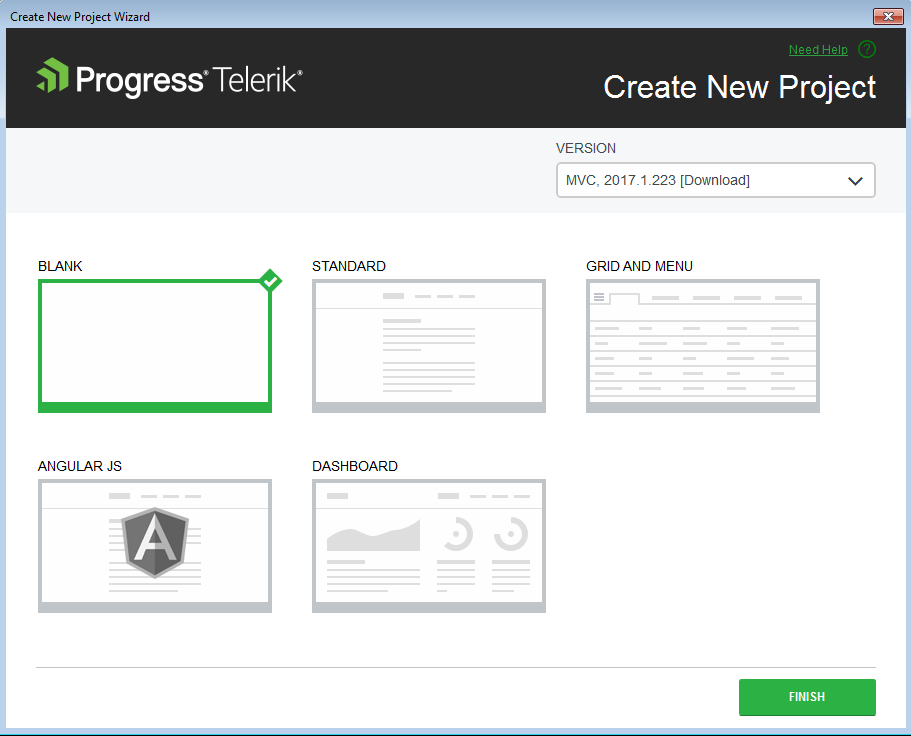 Create New Project Wizard
Need Help ?
Progress® Telerik®
Create New Project
VERSION
MVC, 2017.1.223 [Download]
BLANK
STANDARD
GRID AND MENU
ANGULAR JS
DASHBOARD
A
FINISH